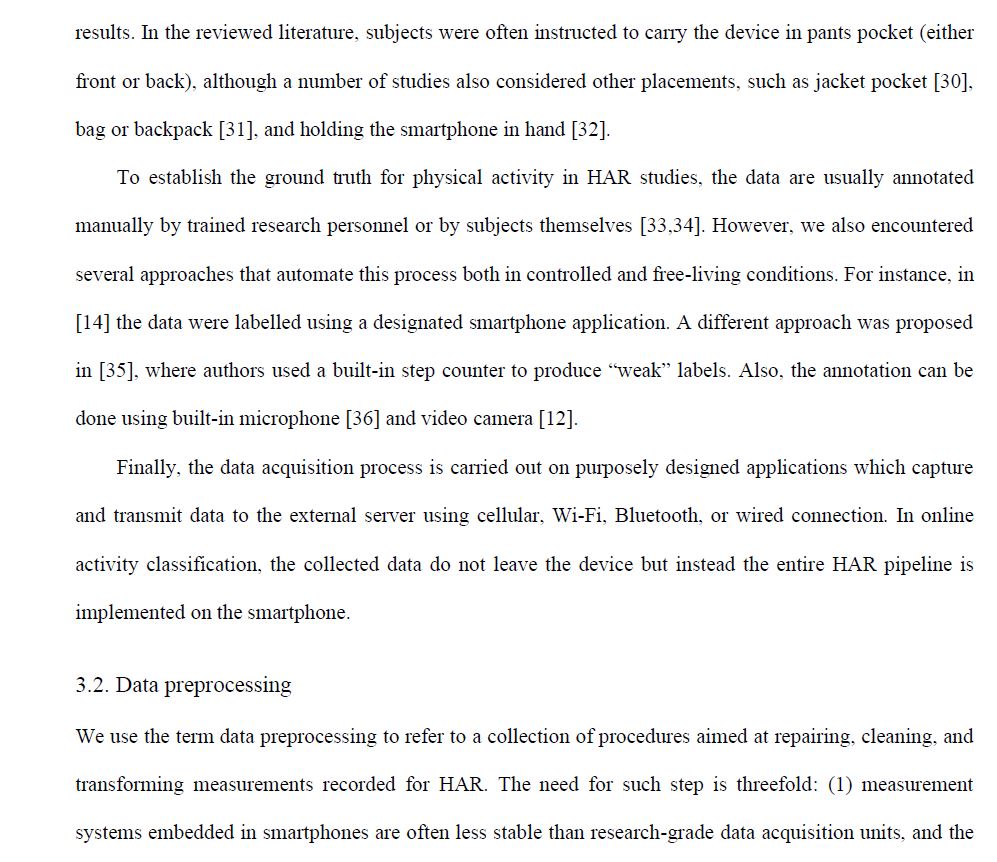 results. In the reviewed literature, subjects were often instructed to carry the device in pants pocket (either
front or back), although a number of studies also considered other placements, such as jacket pocket [30],
bag or backpack [31], and holding the smartphone in hand [32].
To establish the ground truth for physical activity in HAR studies, the data are usually annotated
manually by trained research personnel or by subjects themselves [33,34]. However, we also encountered
several approaches that automate this process both in controlled and free-living conditions. For instance, in
[14] the data were labelled using a designated smartphone application. A different approach was proposed
in [35], where authors used a built-in step counter to produce “weak” labels. Also, the annotation can be
done using built-in microphone [36] and video camera [12].
Finally, the data acquisition process is carried out on purposely designed applications which capture
and transmit data to the external server using cellular, Wi-Fi, Bluetooth, or wired connection. In online
activity classification, the collected data do not leave the device but instead the entire HAR pipeline is
implemented on the smartphone.
3.2. Data preprocessing
We use the term data preprocessing to refer to a collection of procedures aimed at repairing, cleaning, and
transforming measurements recorded for HAR. The need for such step is threefold: (1) measurement
systems embedded in smartphones are often less stable than research-grade data acquisition units, and the